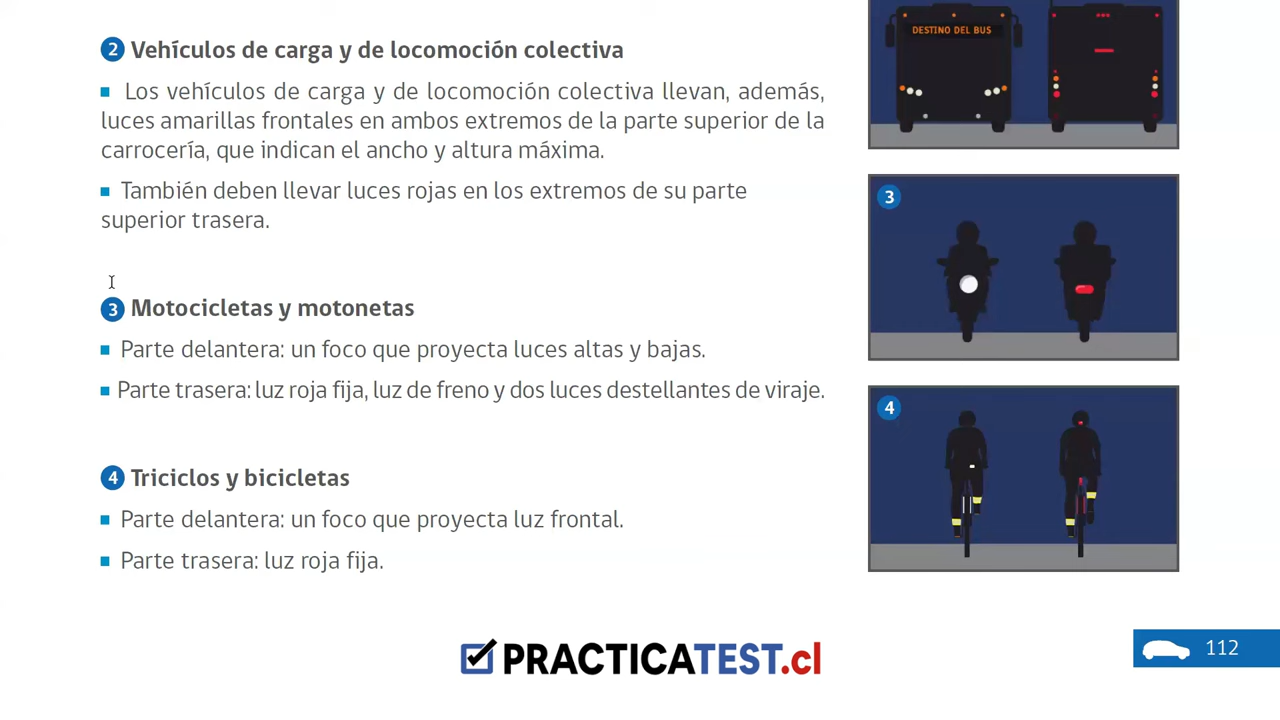 2 Vehículos de carga y de locomoción colectiva
Los vehículos de carga y de locomoción colectiva llevan, además,
luces amarillas frontales en ambos extremos de la parte superior de la
carrocería, que indican el ancho y altura máxima.
También deben llevar luces rojas en los extremos de su parte
superior trasera.
3 Motocicletas y motonetas
Parte delantera: un foco que proyecta luces altas y bajas.
Parte trasera: luz roja fija, luz de freno y dos luces destellantes de viraje.
4 Triciclos y bicicletas
Parte delantera: un foco que proyecta luz frontal.
Parte trasera: luz roja fija.
DESTINO DEL BUS
3
4
PRACTICATEST.cl
112